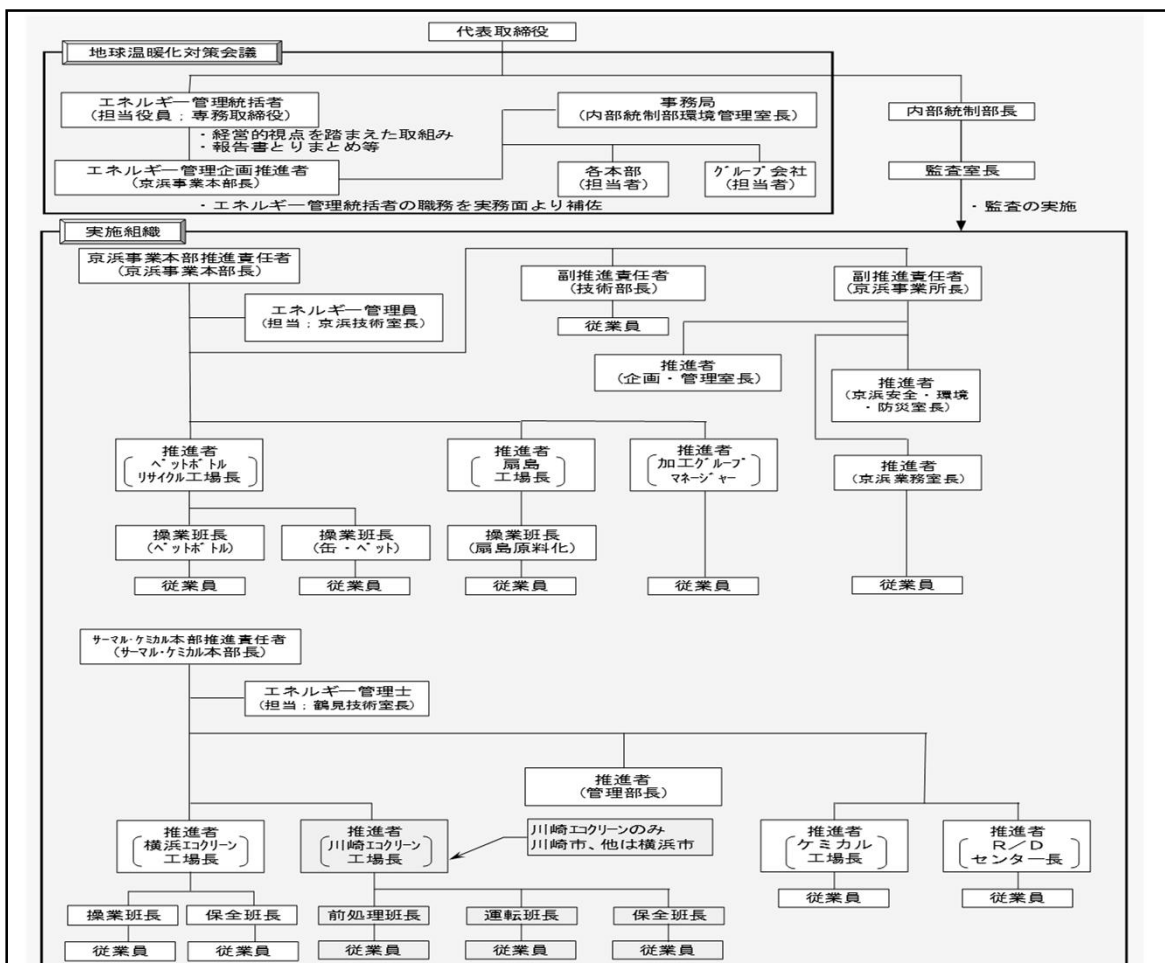 代表取締役
地球温暖化対策会議
エネルギー管理統括者
(担当役員；専務取締役)
・経営的視点を踏まえた取組み
・報告書とりまとめ等
事務局
(内部統制部環境管理室長)
内部統制部長
エネルギー管理企画推進者
(京浜事業本部長)
各本部
(担当者)
ｸﾞﾙｰﾌﾟ会社
(担当者)
監査室長
・エネルギー管理統括者の職務を実務面より補佐
・監査の実施
実施組織
京浜事業本部推進責任者
(京浜事業本部長)
副推進責任者
(技術部長)
副推進責任者
(京浜事業所長)
エネルギー管理員
(担当；京浜技術室長)
従業員
推進者
(企画・管理室長)
推進者
(京浜安全・環境
・防災室長)
推進者
ﾍﾟｯﾄﾎﾞﾄﾙ
ﾘｻｲｸﾙ工場長
推進者
扇島
工場長
推進者
加工ｸﾞﾙｰﾌﾟ
ﾏﾈｰｼﾞｬｰ
推進者
(京浜業務室長)
操業班長
(ﾍﾟｯﾄﾎﾞﾄﾙ)
操業班長
(缶・ﾍﾟｯﾄ)
操業班長
(扇島原料化)
従業員
従業員
従業員
従業員
従業員
ｻｰﾏﾙ･ｹﾐｶﾙ本部推進責任者
(ｻｰﾏﾙ･ｹﾐｶﾙ本部長)
エネルギー管理士
(担当；鶴見技術室長)
推進者
(管理部長)
推進者
横浜ｴｺｸﾘｰﾝ
工場長
推進者
川崎ｴｺｸﾘｰﾝ
工場長
川崎ｴｺｸﾘｰﾝのみ
川崎市、他は横浜市
推進者
ケミカル
工場長
推進者
R／D
センター長
従業員
従業員
操業班長
保全班長
前処理班長
運転班長
保全班長
従業員
従業員
従業員
従業員
従業員